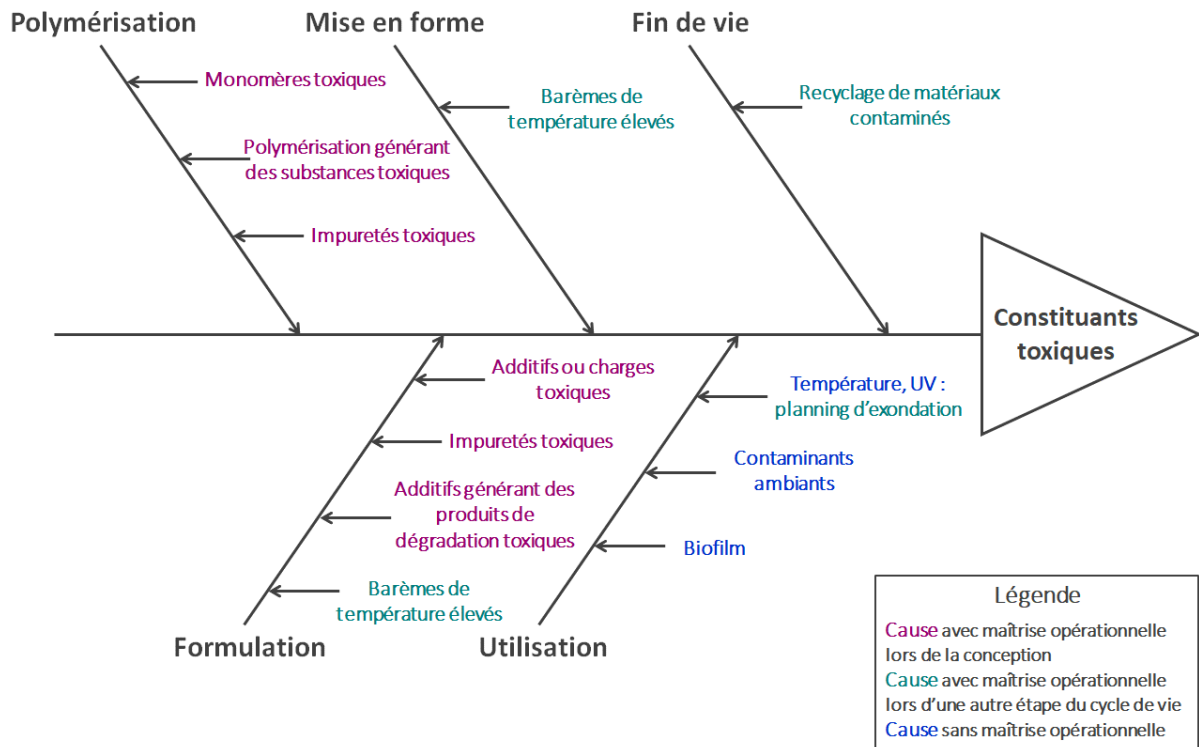 Polymérisation
Mise en forme
Fin de vie
Monomères toxiques
Polymérisation générant
des substances toxiques
Impuretés toxiques
Barèmes de
température élevés
Recyclage de matériaux
contaminés
Constituants
toxiques
Additifs ou charges
toxiques
Impuretés toxiques
Additifs générant des
produits de
dégradation toxiques
Barèmes de
température élevés
Formulation
Température, UV :
planning d’exondation
Contaminants
ambiants
Biofilm
Utilisation
Légende
Cause avec maîtrise opérationnelle
lors de la conception
Cause avec maîtrise opérationnelle
lors d’une autre étape du cycle de vie
Cause sans maîtrise opérationnelle